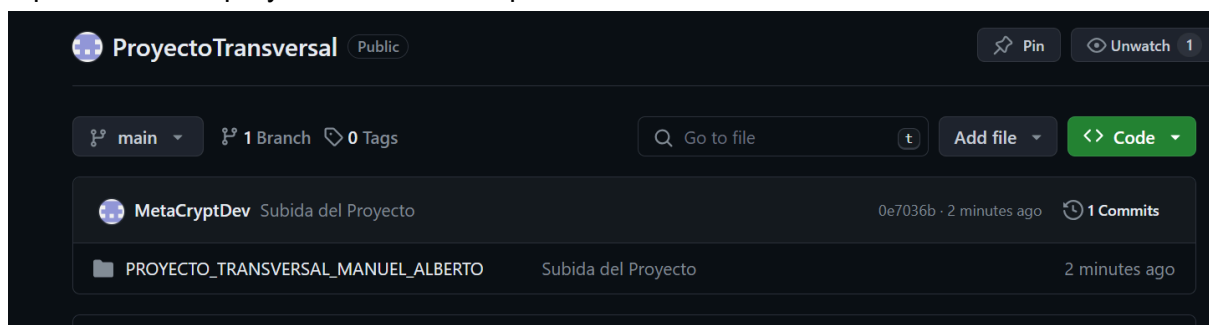 ProyectoTransversal Public Pin Unwatch 1
main 1 Branch 0 Tags Go to file t Add file Code
MetaCryptDev Subida del Proyecto 0e7036b · 2 minutes ago 1 Commits
PROYECTO_TRANSVERSAL_MANUEL_ALBERTO Subida del Proyecto 2 minutes ago